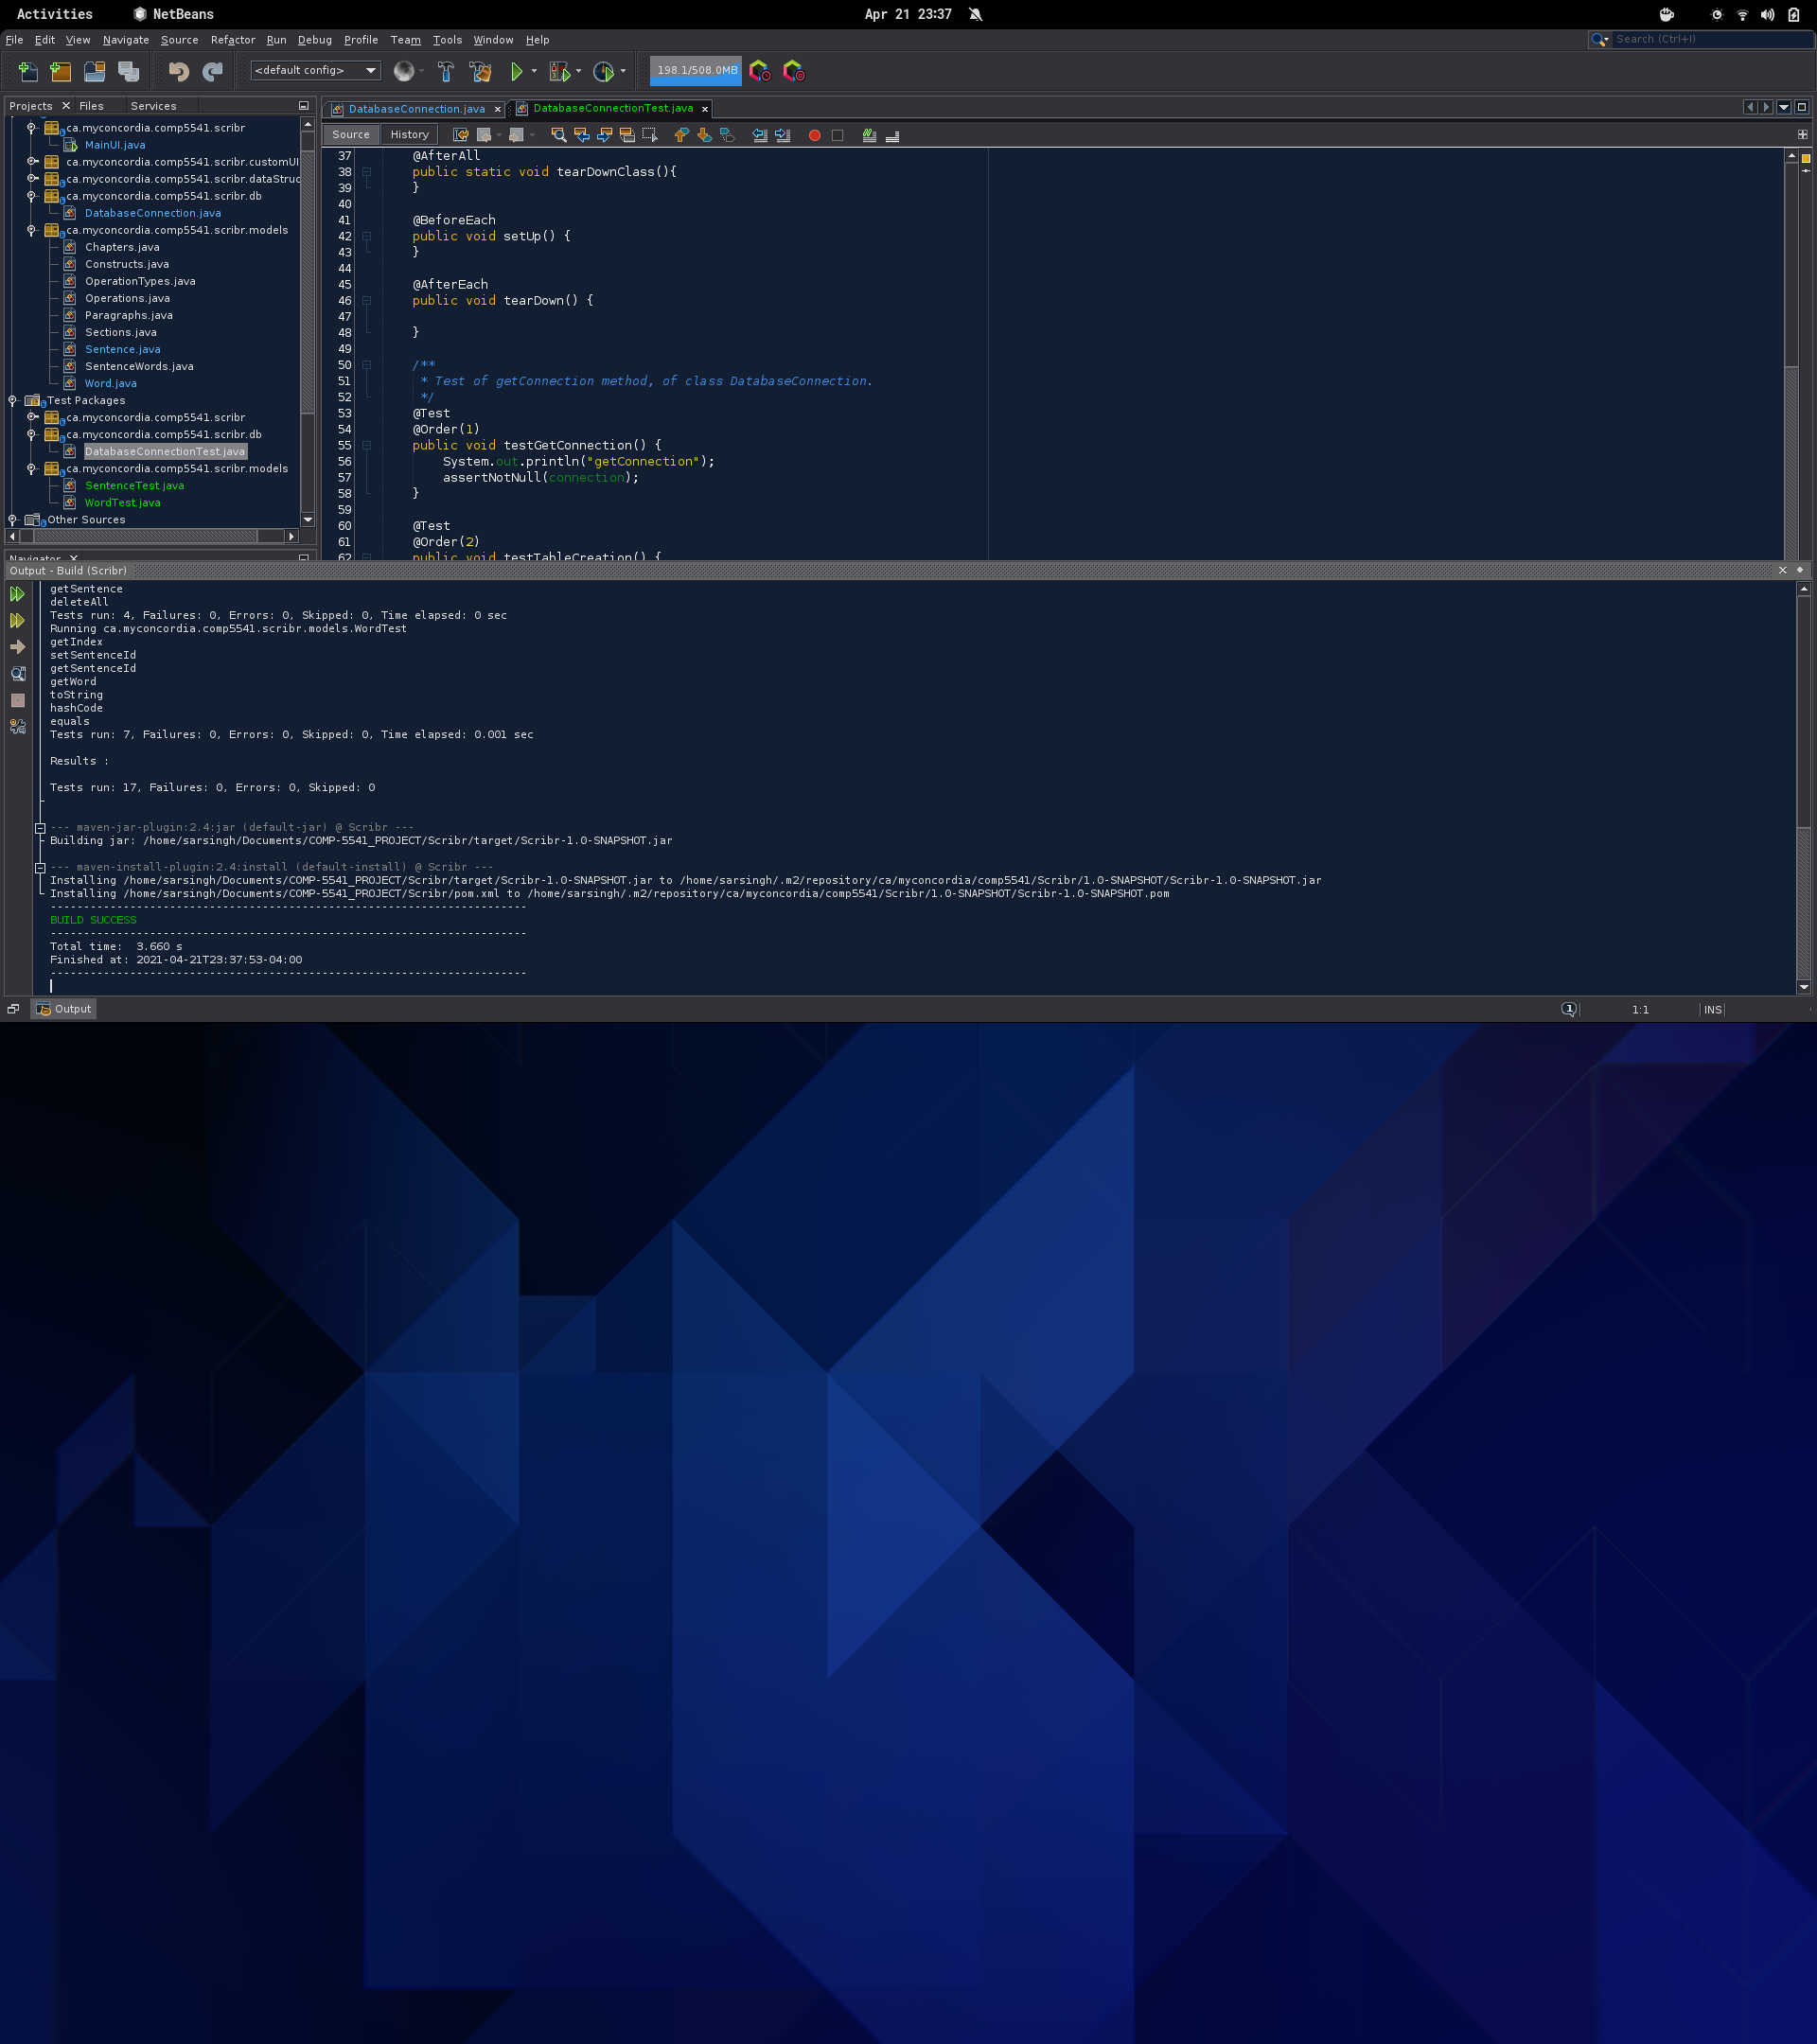 Activities NetBeans Apr 21 23:37
File Edit View Navigate Source Refactor Run Debug Profile Team Tools Window Help Search (Ctrl+I)
<default config> 198.1/508.0MB
Projects Files Services
ca.myconcordia.comp5541.scribr
MainUI.java
ca.myconcordia.comp5541.scribr.customUI
ca.myconcordia.comp5541.scribr.dataStruc
ca.myconcordia.comp5541.scribr.db
DatabaseConnection.java
ca.myconcordia.comp5541.scribr.models
Chapters.java
Constructs.java
OperationTypes.java
Operations.java
Paragraphs.java
Sections.java
Sentence.java
SentenceWords.java
Word.java
Test Packages
ca.myconcordia.comp5541.scribr
ca.myconcordia.comp5541.scribr.db
DatabaseConnectionTest.java
ca.myconcordia.comp5541.scribr.models
SentenceTest.java
WordTest.java
Other Sources
Navigator
DatabaseConnection.java DatabaseConnectionTest.java
Source History
37 @AfterAll
38 public static void tearDownClass(){
39 }
40
41 @BeforeEach
42 public void setUp() {
43 }
44
45 @AfterEach
46 public void tearDown() {
47
48 }
49
50 /**
51 * Test of getConnection method, of class DatabaseConnection.
52 */
53 @Test
54 @Order(1)
55 public void testGetConnection() {
56 System.out.println("getConnection");
57 assertNotNull(connection);
58 }
59
60 @Test
61 @Order(2)
62 public void testTableCreation() {
Output - Build (Scribr)
getSentence
deleteAll
Tests run: 4, Failures: 0, Errors: 0, Skipped: 0, Time elapsed: 0 sec
Running ca.myconcordia.comp5541.scribr.models.WordTest
getIndex
setSentenceId
getSentenceId
getWord
toString
hashCode
equals
Tests run: 7, Failures: 0, Errors: 0, Skipped: 0, Time elapsed: 0.001 sec
Results :
Tests run: 17, Failures: 0, Errors: 0, Skipped: 0
--- maven-jar-plugin:2.4:jar (default-jar) @ Scribr ---
Building jar: /home/sarsingh/Documents/COMP-5541_PROJECT/Scribr/target/Scribr-1.0-SNAPSHOT.jar
--- maven-install-plugin:2.4:install (default-install) @ Scribr ---
Installing /home/sarsingh/Documents/COMP-5541_PROJECT/Scribr/target/Scribr-1.0-SNAPSHOT.jar to /home/sarsingh/.m2/repository/ca/myconcordia/comp5541/Scribr/1.0-SNAPSHOT/Scribr-1.0-SNAPSHOT.jar
Installing /home/sarsingh/Documents/COMP-5541_PROJECT/Scribr/pom.xml to /home/sarsingh/.m2/repository/ca/myconcordia/comp5541/Scribr/1.0-SNAPSHOT/Scribr-1.0-SNAPSHOT.pom
------------------------------------------------------------------------
BUILD SUCCESS
------------------------------------------------------------------------
Total time:  3.660 s
Finished at: 2021-04-21T23:37:53-04:00
------------------------------------------------------------------------
Output 1 1:1 INS